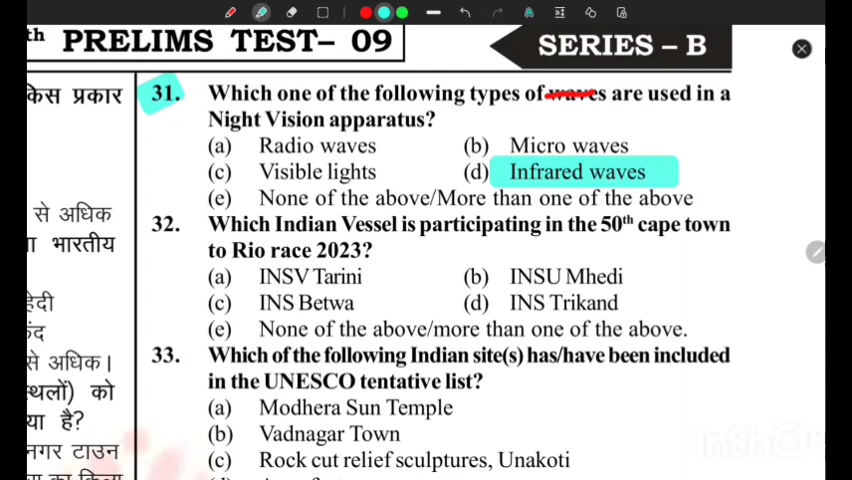 th PRELIMS TEST– 09
SERIES – B
किस प्रकार
से अधिक
भारतीय
हेदी
से अधिक।
स्थलों) को
या है?
नगर टाउन
31. Which one of the following types of waves are used in a
Night Vision apparatus?
(a) Radio waves (b) Micro waves
(c) Visible lights (d) Infrared waves
(e) None of the above/More than one of the above
32. Which Indian Vessel is participating in the 50th cape town
to Rio race 2023?
(a) INSV Tarini (b) INSU Mhedi
(c) INS Betwa (d) INS Trikand
(e) None of the above/more than one of the above.
33. Which of the following Indian site(s) has/have been included
in the UNESCO tentative list?
(a) Modhera Sun Temple
(b) Vadnagar Town
(c) Rock cut relief sculptures, Unakoti
InShOt